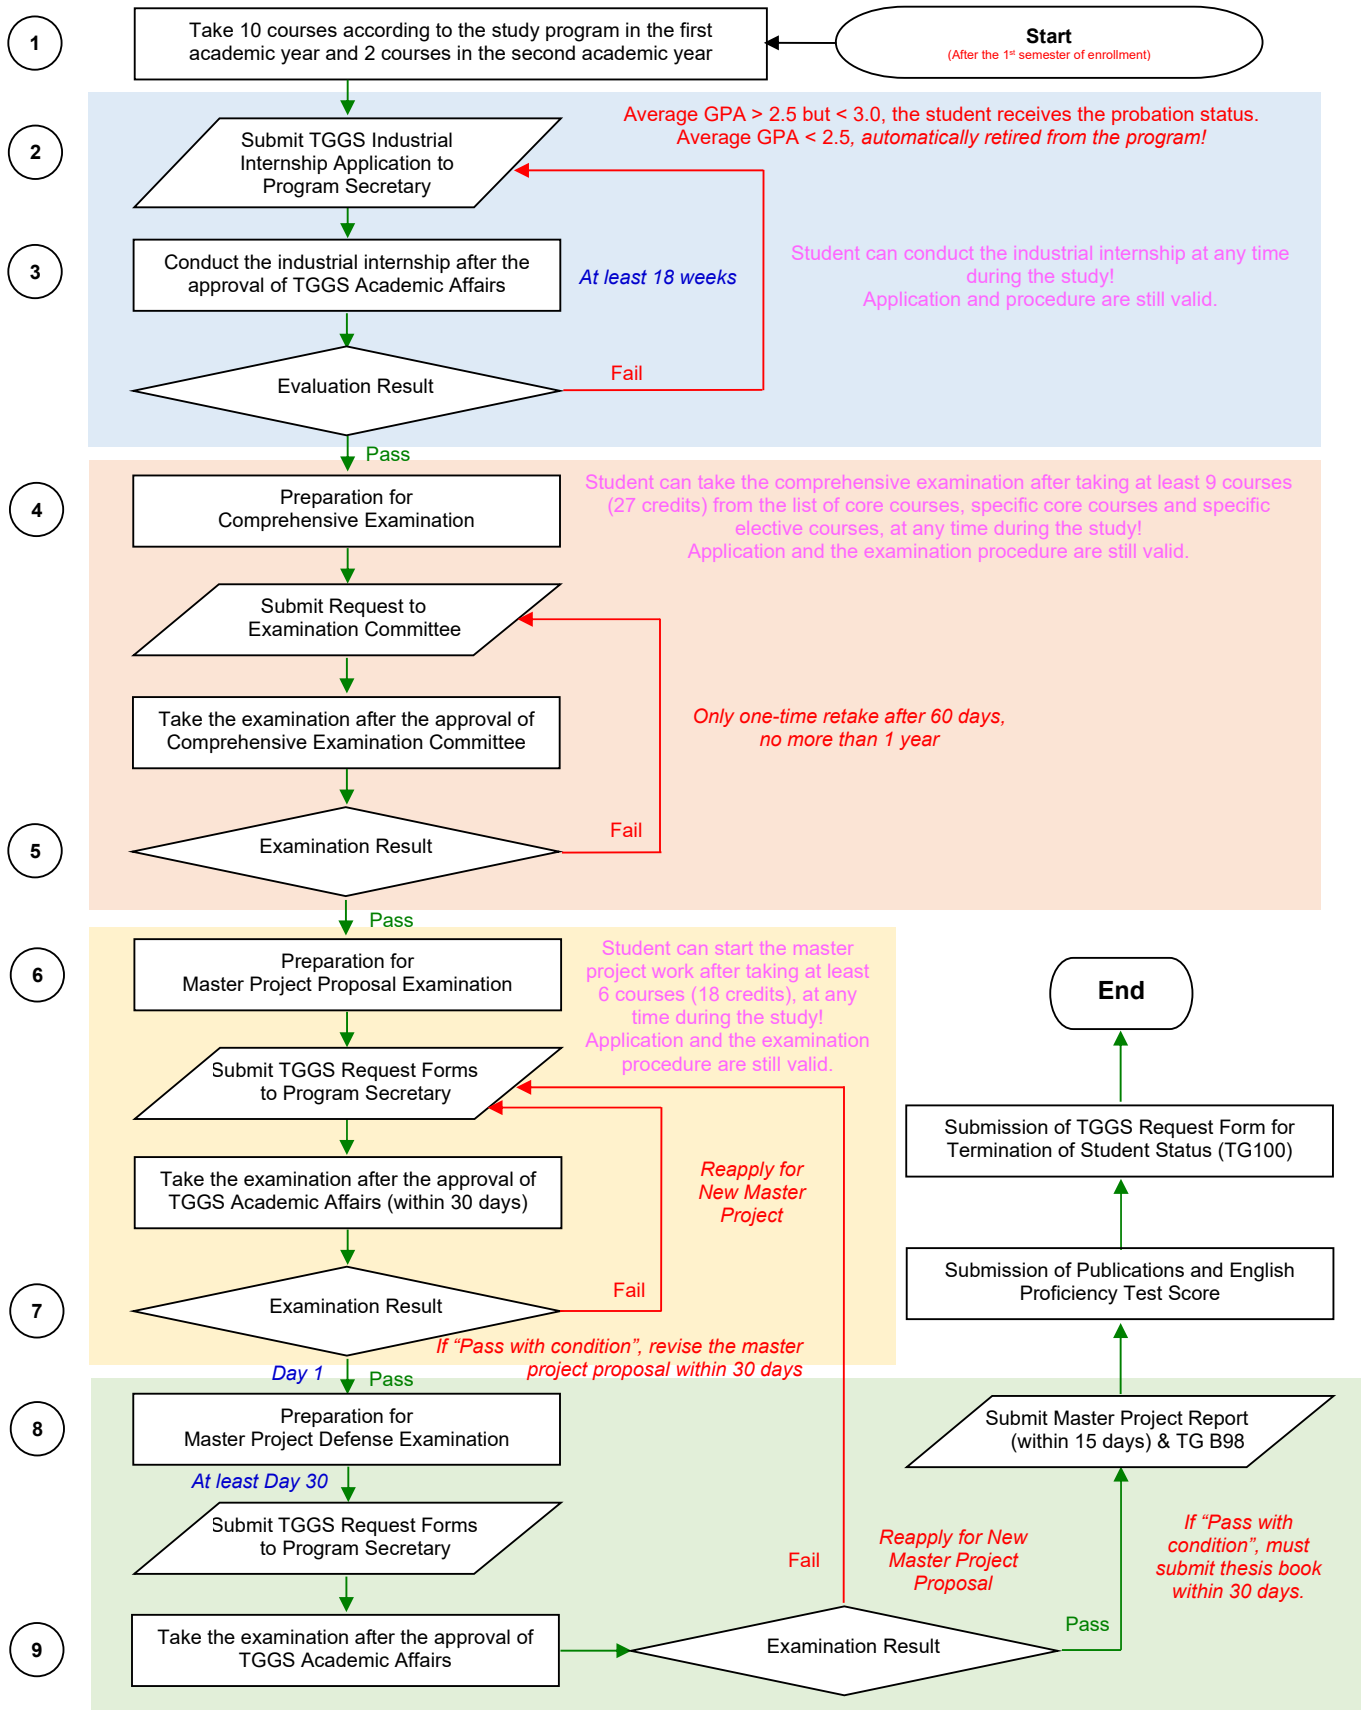 1
Take 10 courses according to the study program in the first
academic year and 2 courses in the second academic year
Start
(After the 1st semester of enrollment)
2
Submit TGGS Industrial
Internship Application to
Program Secretary
Average GPA > 2.5 but < 3.0, the student receives the probation status.
Average GPA < 2.5, automatically retired from the program!
3
Conduct the industrial internship after the
approval of TGGS Academic Affairs
At least 18 weeks
Student can conduct the industrial internship at any time
during the study!
Application and procedure are still valid.
Evaluation Result
Fail
Pass
4
Preparation for
Comprehensive Examination
Student can take the comprehensive examination after taking at least 9 courses
(27 credits) from the list of core courses, specific core courses and specific
elective courses, at any time during the study!
Application and the examination procedure are still valid.
Submit Request to
Examination Committee
Take the examination after the approval of
Comprehensive Examination Committee
Only one-time retake after 60 days,
no more than 1 year
5
Examination Result
Fail
Pass
6
Preparation for
Master Project Proposal Examination
Student can start the master
project work after taking at least
6 courses (18 credits), at any
time during the study!
Application and the examination
procedure are still valid.
Submit TGGS Request Forms
to Program Secretary
Take the examination after the approval of
TGGS Academic Affairs (within 30 days)
Reapply for
New Master
Project
7
Examination Result
Fail
If “Pass with condition”, revise the master
project proposal within 30 days
Day 1
Pass
8
Preparation for
Master Project Defense Examination
At least Day 30
Submit TGGS Request Forms
to Program Secretary
9
Take the examination after the approval of
TGGS Academic Affairs
Examination Result
Fail
Reapply for New
Master Project
Proposal
Pass
If “Pass with
condition”, must
submit thesis book
within 30 days.
Submit Master Project Report
(within 15 days) & TG B98
Submission of Publications and English
Proficiency Test Score
Submission of TGGS Request Form for
Termination of Student Status (TG100)
End